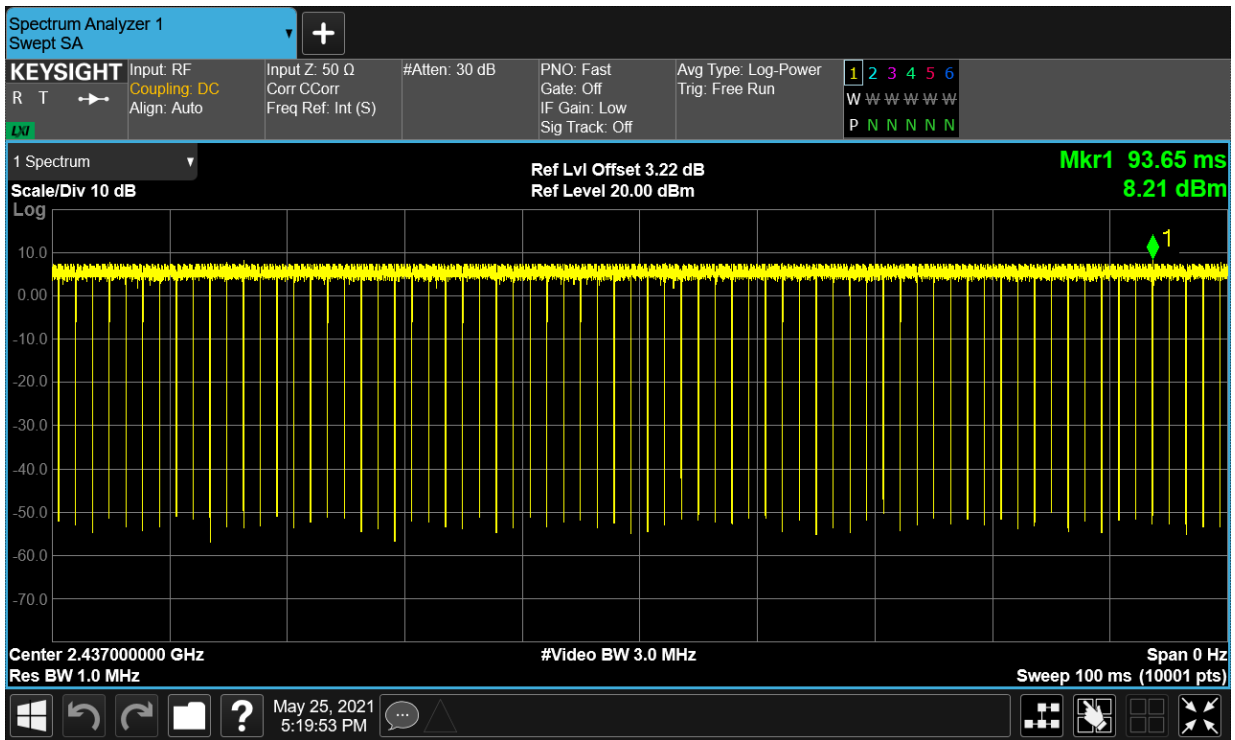 Spectrum Analyzer 1
Swept SA
KEYSIGHT
R T
LXI
Input: RF
Coupling: DC
Align: Auto
Input Z: 50 Ω
Corr CCorr
Freq Ref: Int (S)
#Atten: 30 dB
PNO: Fast
Gate: Off
IF Gain: Low
Sig Track: Off
Avg Type: Log-Power
Trig: Free Run
1 2 3 4 5 6
W W W W W W
P N N N N N
1 Spectrum
Scale/Div 10 dB
Log
Ref Lvl Offset 3.22 dB
Ref Level 20.00 dBm
Mkr1 93.65 ms
8.21 dBm
1
10.0
0.00
-10.0
-20.0
-30.0
-40.0
-50.0
-60.0
-70.0
Center 2.437000000 GHz
Res BW 1.0 MHz
#Video BW 3.0 MHz
Span 0 Hz
Sweep 100 ms (10001 pts)
?
May 25, 2021
5:19:53 PM